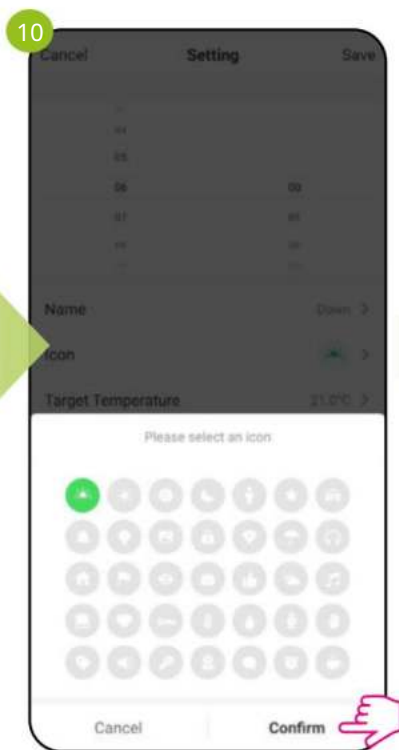 10
Cancel Setting Save
04
05
06 00
07
Name Dawn >
Icon >
Target Temperature 21.0°C >
Please select an icon
Cancel Confirm